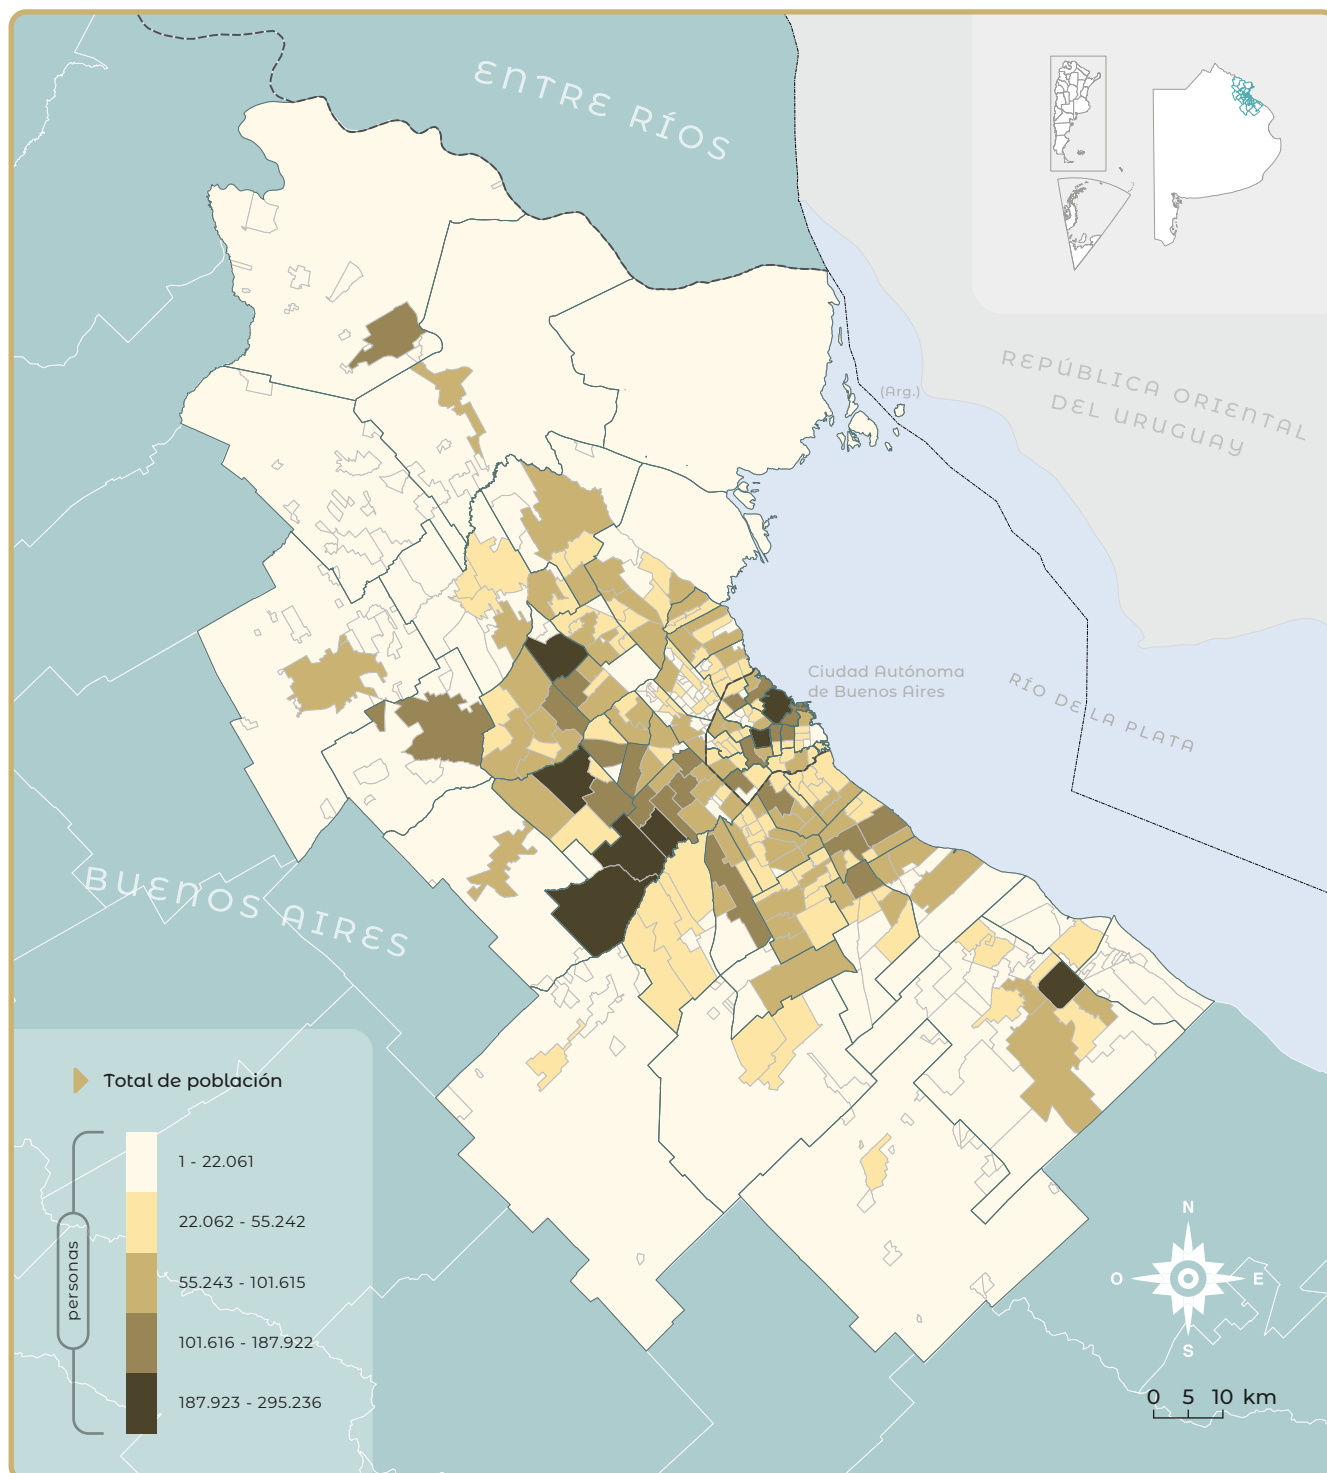 ENTRE RÍOS
(Arg.)
REPÚBLICA ORIENTAL
DEL URUGUAY
Ciudad Autónoma
de Buenos Aires
RÍO DE LA PLATA
BUENOS AIRES
Total de población
personas
1 - 22.061
22.062 - 55.242
55.243 - 101.615
101.616 - 187.922
187.923 - 295.236
N
O
E
S
0 5 10 km